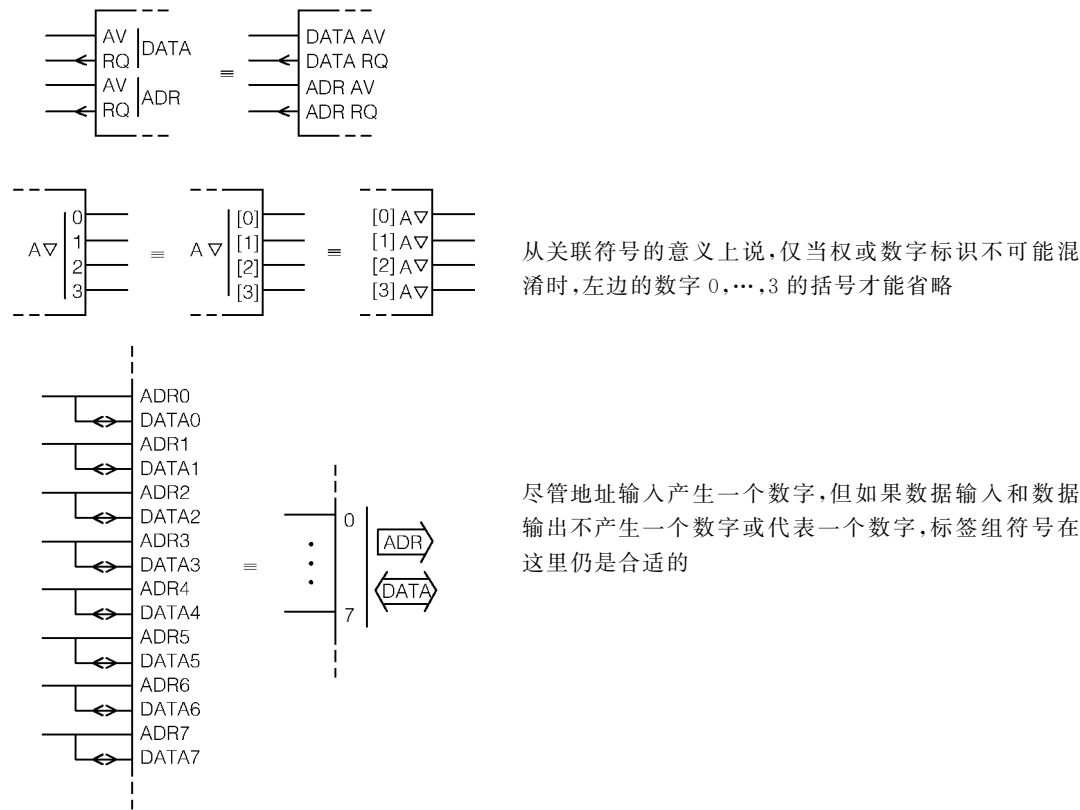 AV
RQ
DATA
AV
RQ
ADR
≡
DATA AV
DATA RQ
ADR AV
ADR RQ
A▽
0
1
2
3
≡
A▽
[0]
[1]
[2]
[3]
≡
[0] A▽
[1] A▽
[2] A▽
[3] A▽
从关联符号的意义上说,仅当权或数字标识不可能混
淆时,左边的数字 0,…,3 的括号才能省略
ADR0
DATA0
ADR1
DATA1
ADR2
DATA2
ADR3
DATA3
ADR4
DATA4
ADR5
DATA5
ADR6
DATA6
ADR7
DATA7
≡
0
7
ADR
DATA
尽管地址输入产生一个数字,但如果数据输入和数据
输出不产生一个数字或代表一个数字,标签组符号在
这里仍是合适的